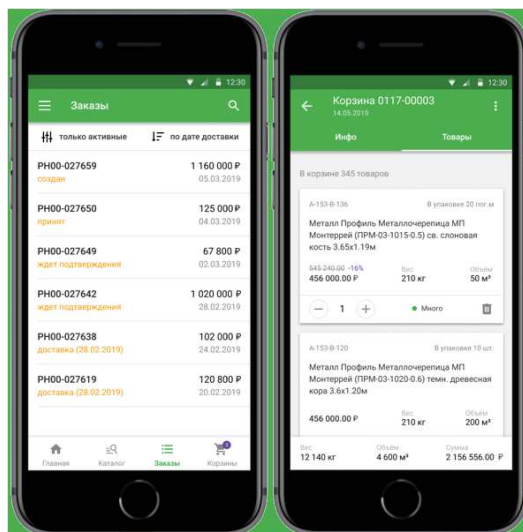 12:30
Заказы
только активные
по дате доставки
РН00-027659 1 160 000 ₽
создан 05.03.2019
РН00-027650 125 000 ₽
принят 04.03.2019
РН00-027649 67 800 ₽
ждет подтверждения 02.03.2019
РН00-027642 1 020 000 ₽
ждет подтверждения 28.02.2019
РН00-027638 102 000 ₽
доставка (28.02.2019) 24.02.2019
РН00-027619 120 800 ₽
доставка (28.02.2019) 20.02.2019
Главная Каталог Заказы Корзины
12:30
Корзина 0117-00003
14.05.2019
Инфо Товары
В корзине 345 товаров
А-153-В-136 В упаковке 20 пог.м
Металл Профиль Металлочерепица МП
Монтеррей (ПРМ-03-1015-0.5) св. слоновая
кость 3.65х1.19м
545 240.00 -16% Вес Объём
456 000.00 ₽ 210 кг 50 м³
1 Много
А-153-В-120 В упаковке 10 шт.
Металл Профиль Металлочерепица МП
Монтеррей (ПРМ-03-1020-0.6) темн. древесная
кора 3.6х1.20м
Вес Объём
456 000.00 ₽ 210 кг 200 м³
Вес Объём Сумма
12 140 кг 4 600 м³ 2 156 556.00 ₽